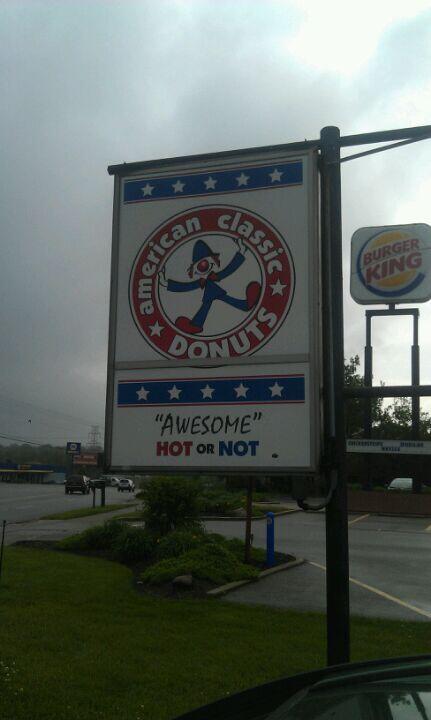 american classic
DONUTS
"AWESOME"
HOT OR NOT
BURGER
KING